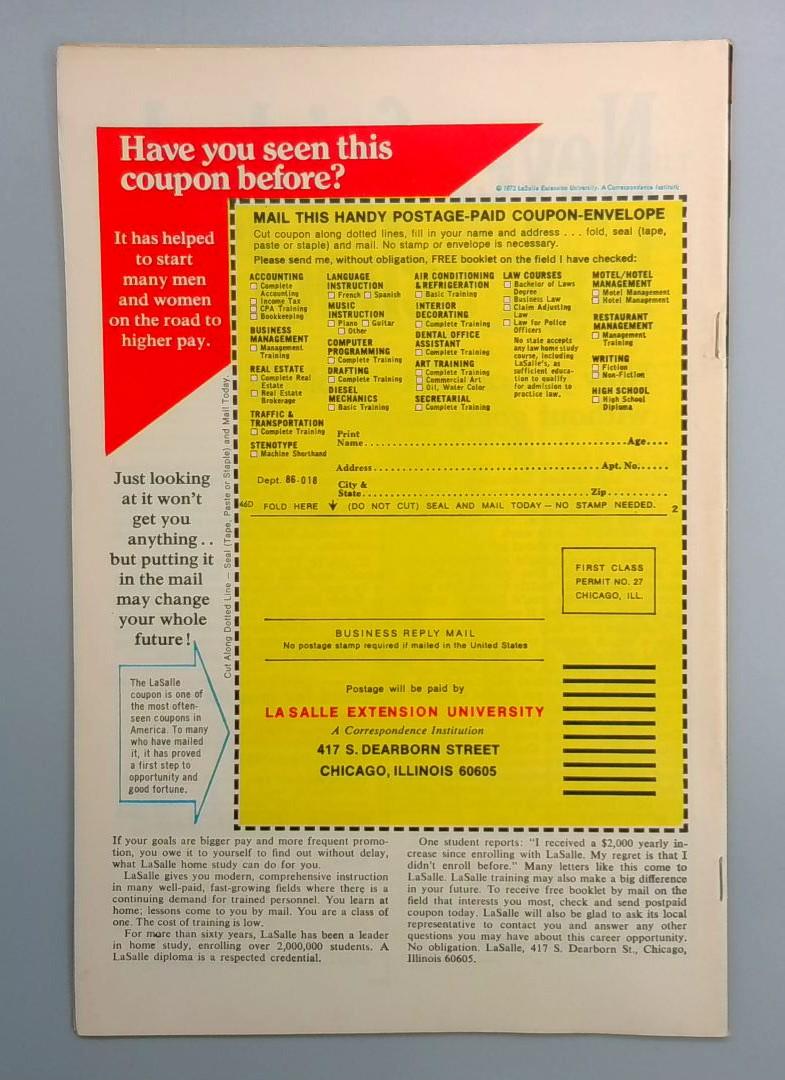 Have you seen this
coupon before?
© 1973 LaSalle Extension University. A Correspondence Institution
It has helped
to start
many men
and women
on the road to
higher pay.
MAIL THIS HANDY POSTAGE-PAID COUPON-ENVELOPE
Cut coupon along dotted lines, fill in your name and address . . . fold, seal (tape,
paste or staple) and mail. No stamp or envelope is necessary.
Please send me, without obligation, FREE booklet on the field I have checked:
ACCOUNTING
Complete
Accounting
Income Tax
CPA Training
Bookkeeping
BUSINESS
MANAGEMENT
Management
Training
REAL ESTATE
Complete Real
Estate
Real Estate
Brokerage
TRAFFIC &
TRANSPORTATION
Complete Training
STENOTYPE
Machine Shorthand
LANGUAGE
INSTRUCTION
French Spanish
MUSIC
INSTRUCTION
Piano Guitar
Other
COMPUTER
PROGRAMMING
Complete Training
DRAFTING
Complete Training
DIESEL
MECHANICS
Basic Training
AIR CONDITIONING
& REFRIGERATION
Basic Training
INTERIOR
DECORATING
Complete Training
DENTAL OFFICE
ASSISTANT
Complete Training
ART TRAINING
Complete Training
Commercial Art
Oil, Water Color
SECRETARIAL
Complete Training
LAW COURSES
Bachelor of Laws
Degree
Business Law
Claim Adjusting
Law
Law for Police
Officers
No state accepts
any law home study
course, including
LaSalle's, as
sufficient educa-
tion to qualify
for admission to
practice law.
MOTEL/HOTEL
MANAGEMENT
Motel Management
Hotel Management
RESTAURANT
MANAGEMENT
Management
Training
WRITING
Fiction
Non-Fiction
HIGH SCHOOL
High School
Diploma
Print
Name.....Age....
Address.....Apt. No......
Dept. 86-018
City &
State.....Zip..........
46D FOLD HERE (DO NOT CUT) SEAL AND MAIL TODAY — NO STAMP NEEDED. 2
Cut Along Dotted Line — Seal (Tape, Paste or Staple) and Mail Today.
Just looking
at it won't
get you
anything . .
but putting it
in the mail
may change
your whole
future!
The LaSalle
coupon is one of
the most often-
seen coupons in
America. To many
who have mailed
it, it has proved
a first step to
opportunity and
good fortune.
FIRST CLASS
PERMIT NO. 27
CHICAGO, ILL.
BUSINESS REPLY MAIL
No postage stamp required if mailed in the United States
Postage will be paid by
LA SALLE EXTENSION UNIVERSITY
A Correspondence Institution
417 S. DEARBORN STREET
CHICAGO, ILLINOIS 60605
If your goals are bigger pay and more frequent promo-
tion, you owe it to yourself to find out without delay,
what LaSalle home study can do for you.
LaSalle gives you modern, comprehensive instruction
in many well-paid, fast-growing fields where there is a
continuing demand for trained personnel. You learn at
home; lessons come to you by mail. You are a class of
one. The cost of training is low.
For more than sixty years, LaSalle has been a leader
in home study, enrolling over 2,000,000 students. A
LaSalle diploma is a respected credential.
One student reports: "I received a $2,000 yearly in-
crease since enrolling with LaSalle. My regret is that I
didn't enroll before." Many letters like this come to
LaSalle. LaSalle training may also make a big difference
in your future. To receive free booklet by mail on the
field that interests you most, check and send postpaid
coupon today. LaSalle will also be glad to ask its local
representative to contact you and answer any other
questions you may have about this career opportunity.
No obligation. LaSalle, 417 S. Dearborn St., Chicago,
Illinois 60605.